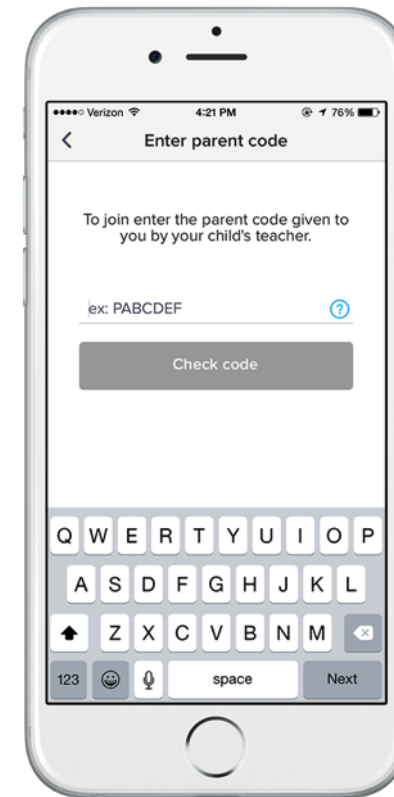 Verizon 4:21 PM 76%
Enter parent code
To join enter the parent code given to
you by your child's teacher.
ex: PABCDEF ?
Check code
Q W E R T Y U I O P
A S D F G H J K L
Z X C V B N M
123 space Next